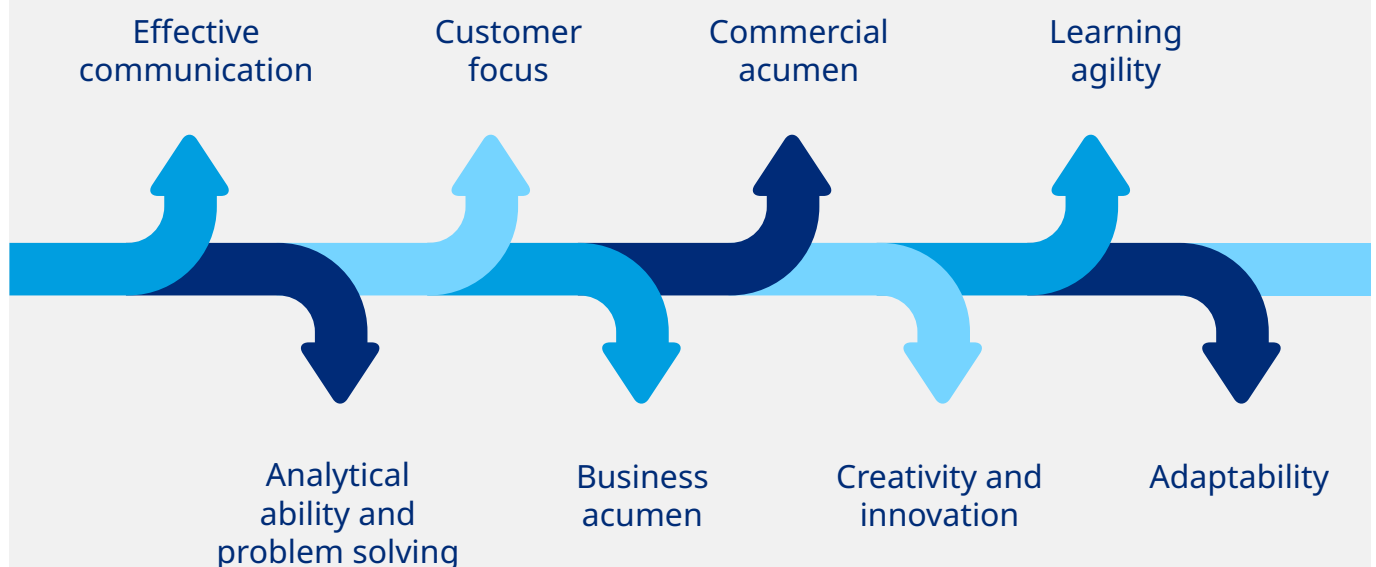 Effective
communication
Customer
focus
Commercial
acumen
Learning
agility
Analytical
ability and
problem solving
Business
acumen
Creativity and
innovation
Adaptability